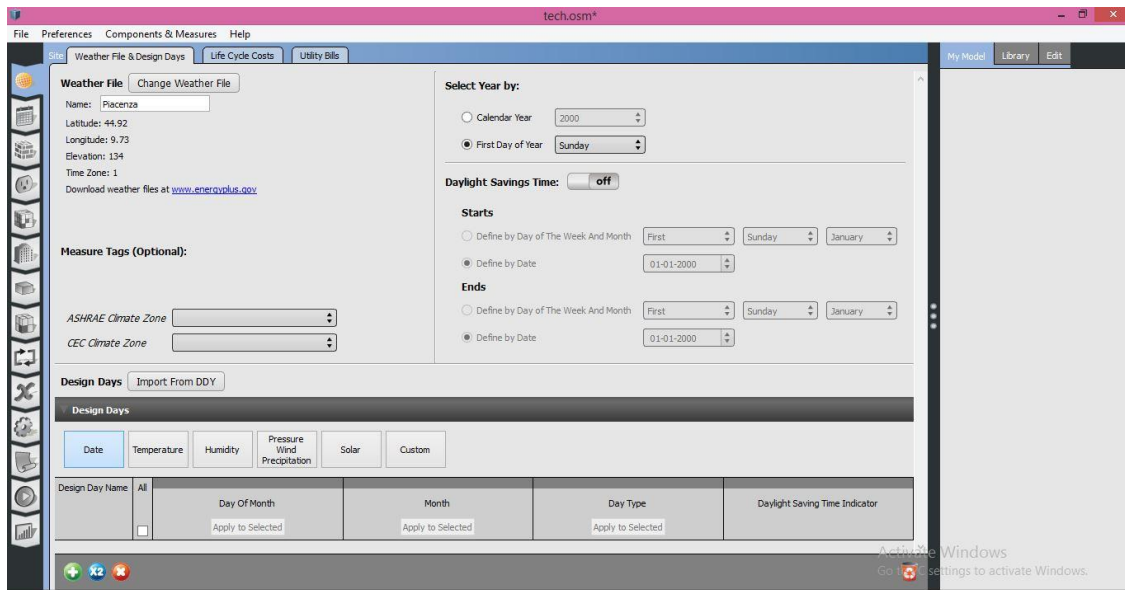 tech.osm*
File Preferences Components & Measures Help
Site Weather File & Design Days Life Cycle Costs Utility Bills
My Model Library Edit
Weather File Change Weather File
Name: Piacenza
Latitude: 44.92
Longitude: 9.73
Elevation: 134
Time Zone: 1
Download weather files at www.energyplus.gov
Measure Tags (Optional):
ASHRAE Climate Zone
CEC Climate Zone
Select Year by:
Calendar Year 2000
First Day of Year Sunday
Daylight Savings Time: off
Starts
Define by Day of The Week And Month First Sunday January
Define by Date 01-01-2000
Ends
Define by Day of The Week And Month First Sunday January
Define by Date 01-01-2000
Design Days Import From DDY
Design Days
Date Temperature Humidity Pressure Wind Precipitation Solar Custom
Design Day Name All Day Of Month Month Day Type Daylight Saving Time Indicator
Apply to Selected Apply to Selected Apply to Selected
X2
Activate Windows
Go to settings to activate Windows.